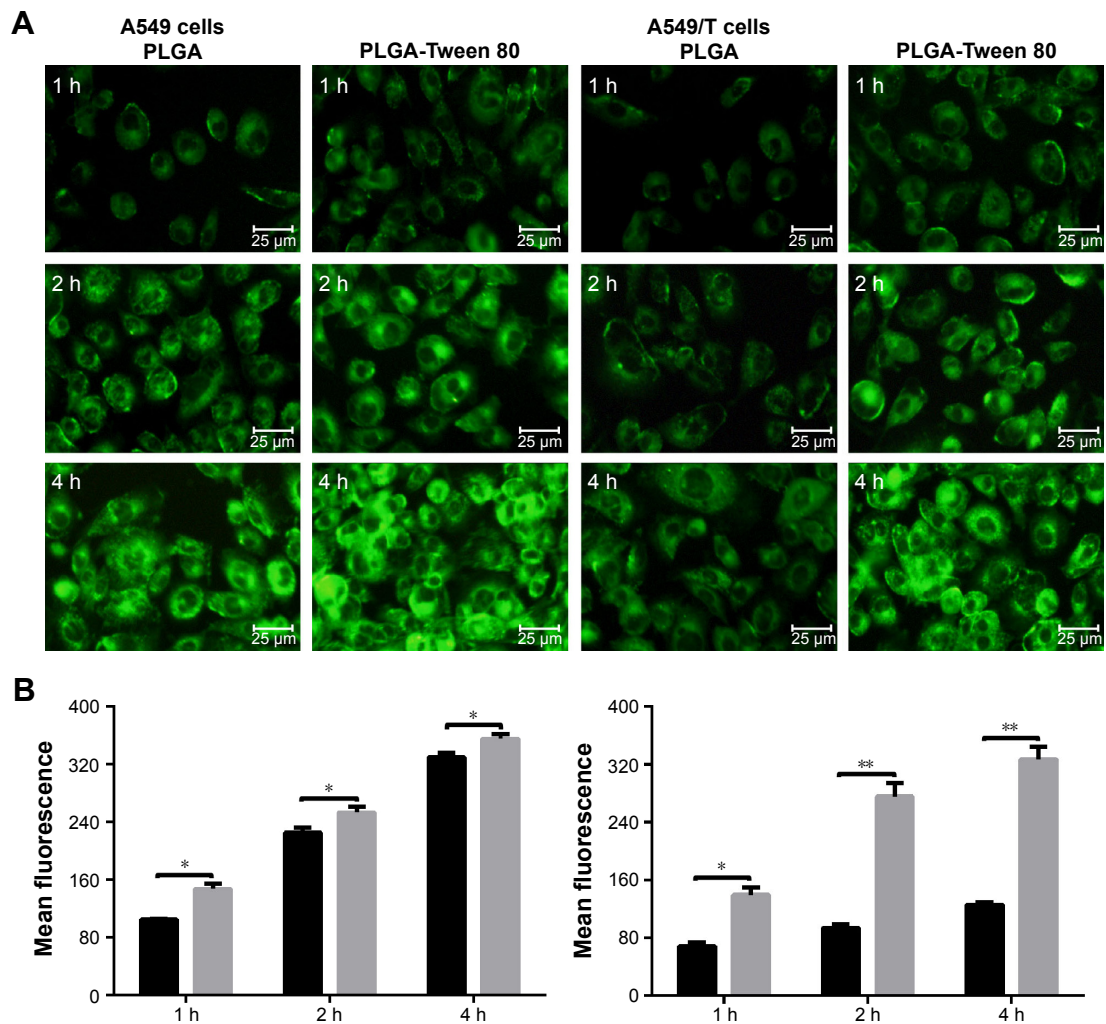 A
A549 cells
PLGA
PLGA-Tween 80
A549/T cells
PLGA
PLGA-Tween 80
1 h
25 µm
25 µm
1 h
25 µm
1 h
25 µm
2 h
25 µm
2 h
25 µm
2 h
25 µm
2 h
25 µm
4 h
25 µm
4 h
25 µm
4 h
25 µm
4 h
25 µm
B
Mean fluorescence
400
320
240
160
80
0
*
*
*
1 h
2 h
4 h
Mean fluorescence
400
320
240
160
80
0
*
**
**
1 h
2 h
4 h